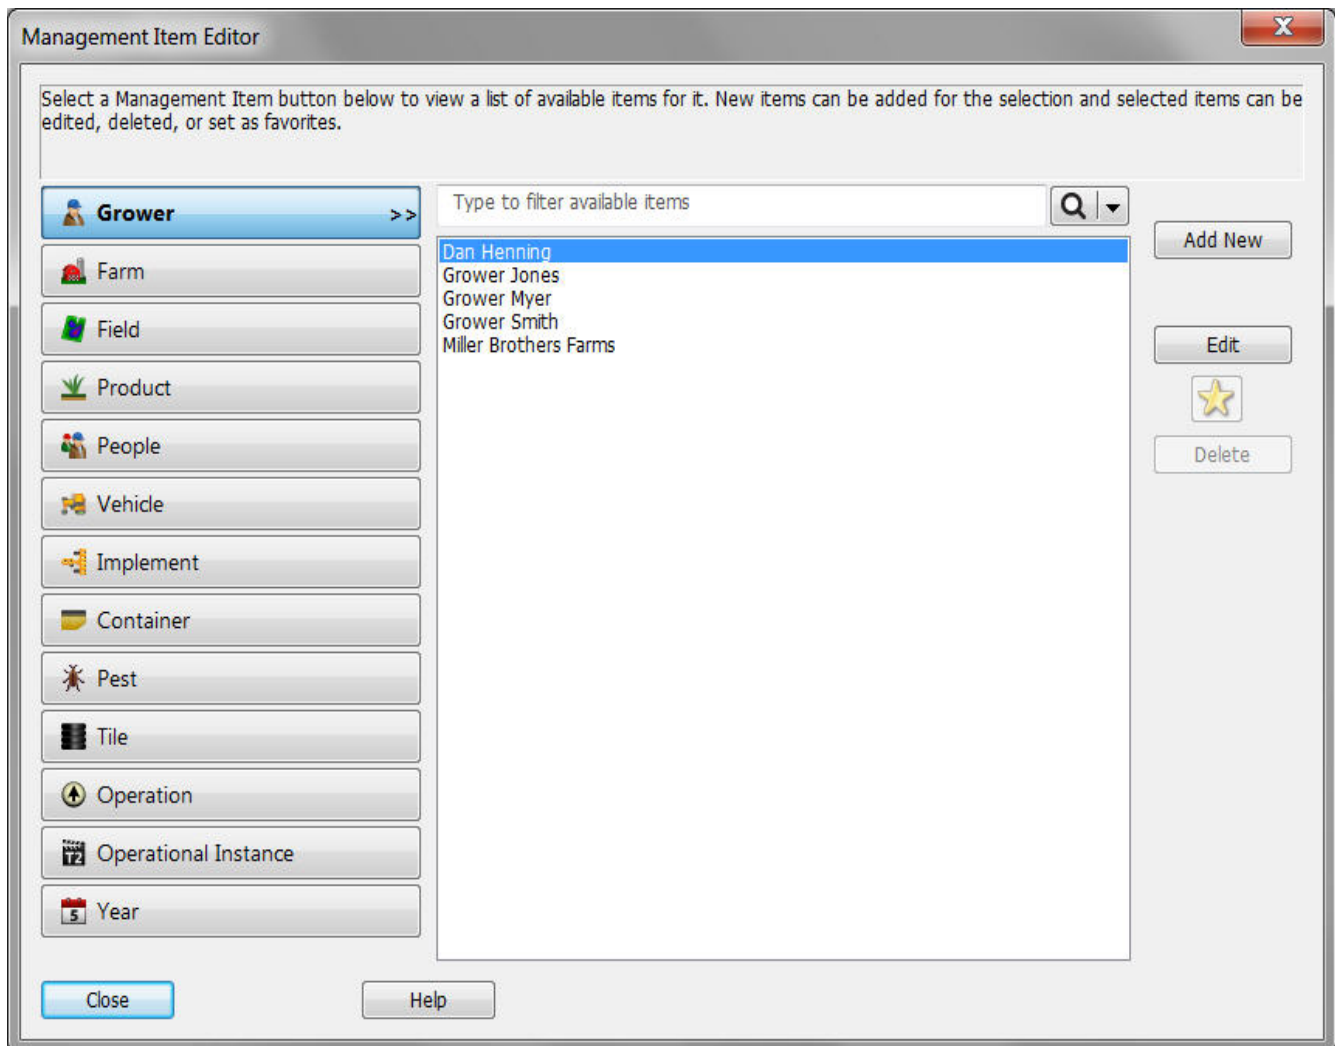 Management Item Editor
X
Select a Management Item button below to view a list of available items for it. New items can be added for the selection and selected items can be
edited, deleted, or set as favorites.
Grower >>
Farm
Field
Product
People
Vehicle
Implement
Container
Pest
Tile
Operation
T2 Operational Instance
5 Year
Type to filter available items
Dan Henning
Grower Jones
Grower Myer
Grower Smith
Miller Brothers Farms
Add New
Edit
Delete
Close
Help